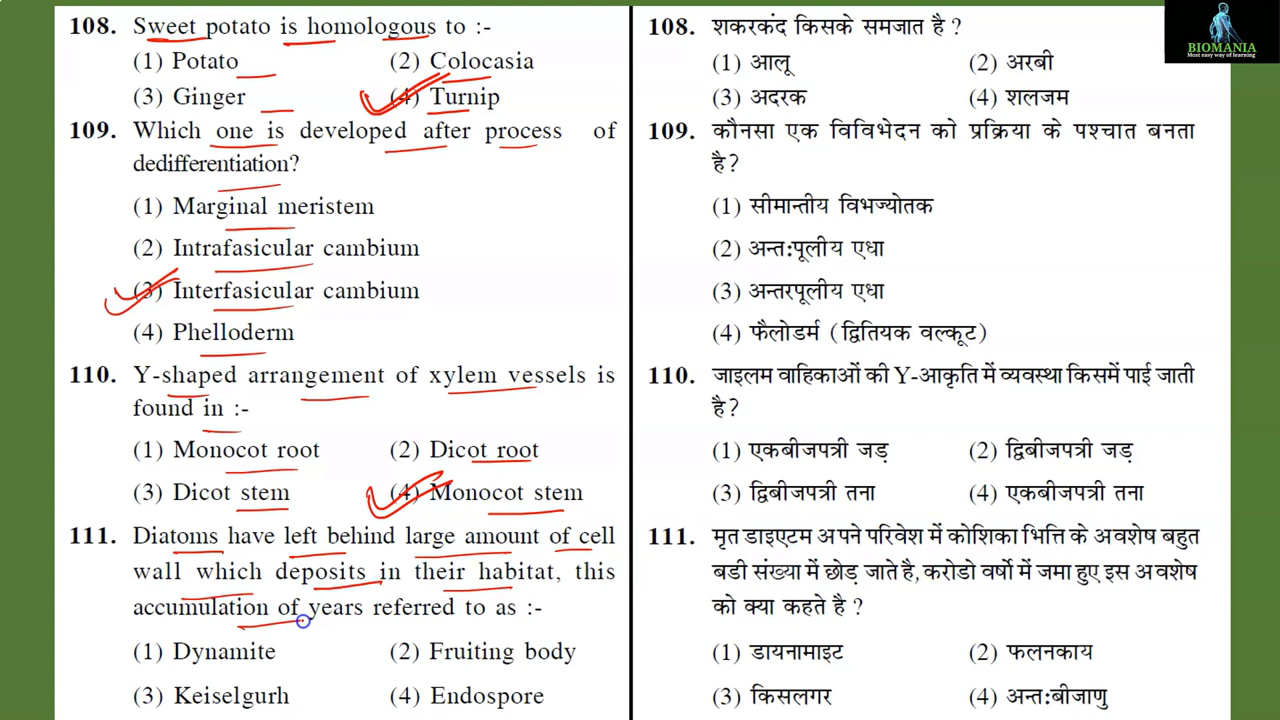 108. Sweet potato is homologous to :-
(1) Potato (2) Colocasia
(3) Ginger (4) Turnip
109. Which one is developed after process of
dedifferentiation?
(1) Marginal meristem
(2) Intrafasicular cambium
(3) Interfasicular cambium
(4) Phelloderm
110. Y-shaped arrangement of xylem vessels is
found in :-
(1) Monocot root (2) Dicot root
(3) Dicot stem (4) Monocot stem
111. Diatoms have left behind large amount of cell
wall which deposits in their habitat, this
accumulation of years referred to as :-
(1) Dynamite (2) Fruiting body
(3) Keiselgurh (4) Endospore
108. शकरकंद किसके समजात है ?
(1) आलू (2) अरबी
(3) अदरक (4) शलजम
109. कौनसा एक विविभेदन को प्रक्रिया के पश्चात बनता
है?
(1) सीमान्तीय विभज्योतक
(2) अन्तःपूलीय एधा
(3) अन्तरपूलीय एधा
(4) फैलोडर्म (द्वितियक वल्कूट)
110. जाइलम वाहिकाओं की Y-आकृति में व्यवस्था किसमें पाई जाती
है?
(1) एकबीजपत्री जड़ (2) द्विबीजपत्री जड़
(3) द्विबीजपत्री तना (4) एकबीजपत्री तना
111. मृत डाइएटम अपने परिवेश में कोशिका भित्ति के अवशेष बहुत
बडी संख्या में छोड़ जाते है, करोडो वर्षो में जमा हुए इस अवशेष
को क्या कहते है ?
(1) डायनामाइट (2) फलनकाय
(3) किसलगर (4) अन्तःबीजाणु
BIOMANIA
Most easy way of learning